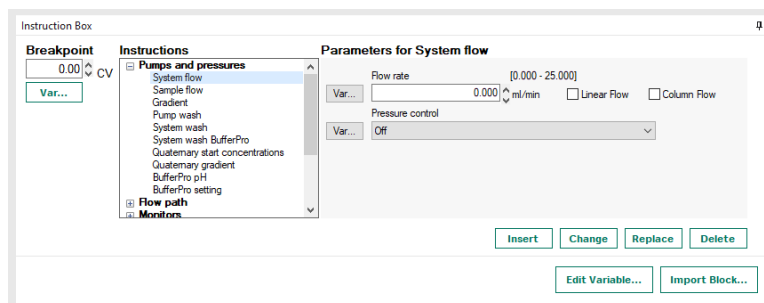 Instruction Box
Breakpoint
0.00 CV
Var...
Instructions
Pumps and pressures
System flow
Sample flow
Gradient
Pump wash
System wash
System wash BufferPro
Quaternary start concentrations
Quaternary gradient
BufferPro pH
BufferPro setting
Flow path
Monitors
Parameters for System flow
Flow rate [0.000 - 25.000]
Var... 0.000 ml/min Linear Flow Column Flow
Pressure control
Var... Off
Insert Change Replace Delete
Edit Variable... Import Block...